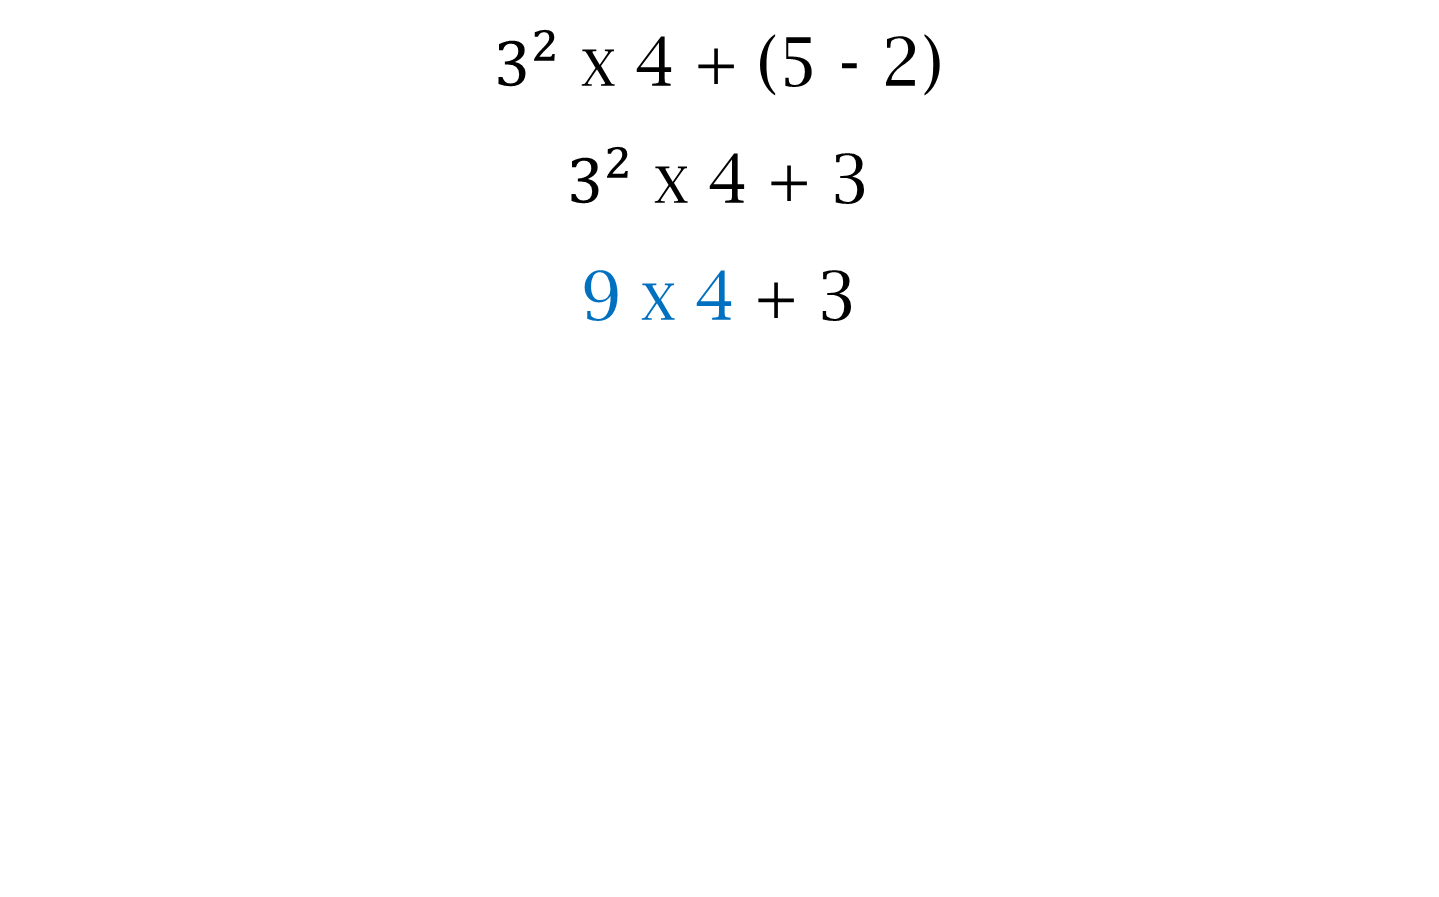 3² x 4 + (5 - 2)
3² x 4 + 3
9 x 4 + 3